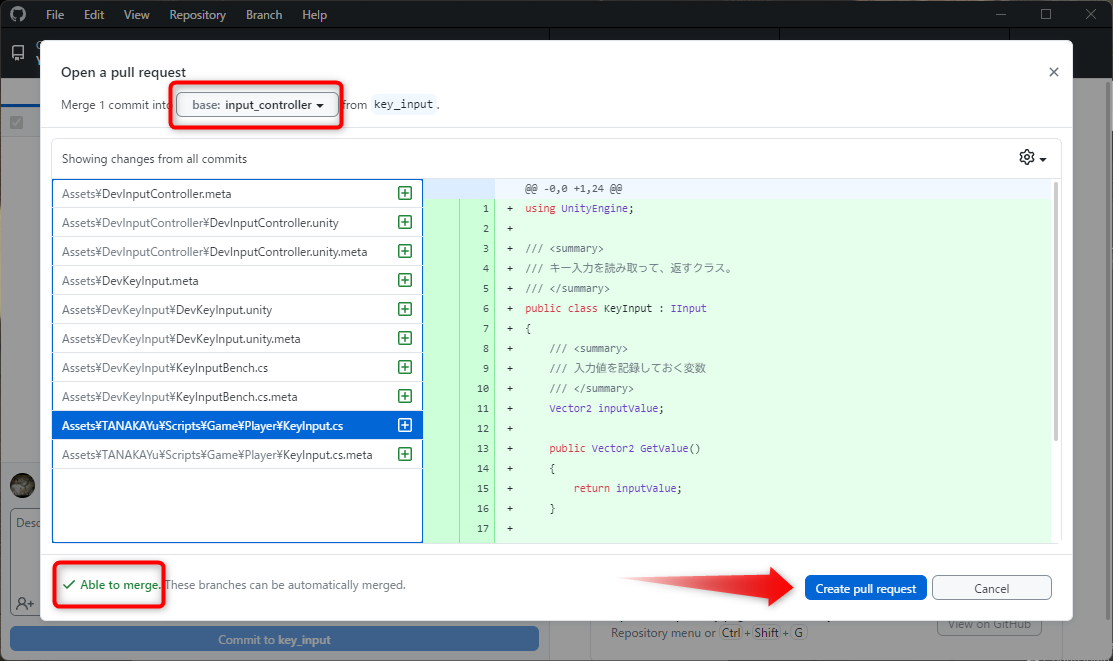 File Edit View Repository Branch Help
Open a pull request
Merge 1 commit into base: input_controller from key_input.
Showing changes from all commits
Assets¥DevInputController.meta
Assets¥DevInputController¥DevInputController.unity
Assets¥DevInputController¥DevInputController.unity.meta
Assets¥DevKeyInput.meta
Assets¥DevKeyInput¥DevKeyInput.unity
Assets¥DevKeyInput¥DevKeyInput.unity.meta
Assets¥DevKeyInput¥KeyInputBench.cs
Assets¥DevKeyInput¥KeyInputBench.cs.meta
Assets¥TANAKAYu¥Scripts¥Game¥Player¥KeyInput.cs
Assets¥TANAKAYu¥Scripts¥Game¥Player¥KeyInput.cs.meta
@@ -0,0 +1,24 @@
1 + using UnityEngine;
2 +
3 + /// <summary>
4 + /// キー入力を読み取って、返すクラス。
5 + /// </summary>
6 + public class KeyInput : IInput
7 + {
8 + /// <summary>
9 + /// 入力値を記録しておく変数
10 + /// </summary>
11 + Vector2 inputValue;
12 +
13 + public Vector2 GetValue()
14 + {
15 + return inputValue;
16 + }
17 +
Able to merge. These branches can be automatically merged.
Create pull request
Cancel
Desc
Commit to key_input
Repository menu or Ctrl + Shift + G
View on GitHub